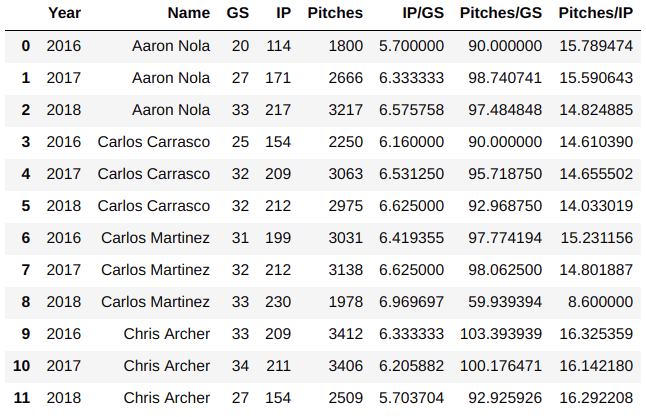 Year Name GS IP Pitches IP/GS Pitches/GS Pitches/IP
0 2016 Aaron Nola 20 114 1800 5.700000 90.000000 15.789474
1 2017 Aaron Nola 27 171 2666 6.333333 98.740741 15.590643
2 2018 Aaron Nola 33 217 3217 6.575758 97.484848 14.824885
3 2016 Carlos Carrasco 25 154 2250 6.160000 90.000000 14.610390
4 2017 Carlos Carrasco 32 209 3063 6.531250 95.718750 14.655502
5 2018 Carlos Carrasco 32 212 2975 6.625000 92.968750 14.033019
6 2016 Carlos Martinez 31 199 3031 6.419355 97.774194 15.231156
7 2017 Carlos Martinez 32 212 3138 6.625000 98.062500 14.801887
8 2018 Carlos Martinez 33 230 1978 6.969697 59.939394 8.600000
9 2016 Chris Archer 33 209 3412 6.333333 103.393939 16.325359
10 2017 Chris Archer 34 211 3406 6.205882 100.176471 16.142180
11 2018 Chris Archer 27 154 2509 5.703704 92.925926 16.292208